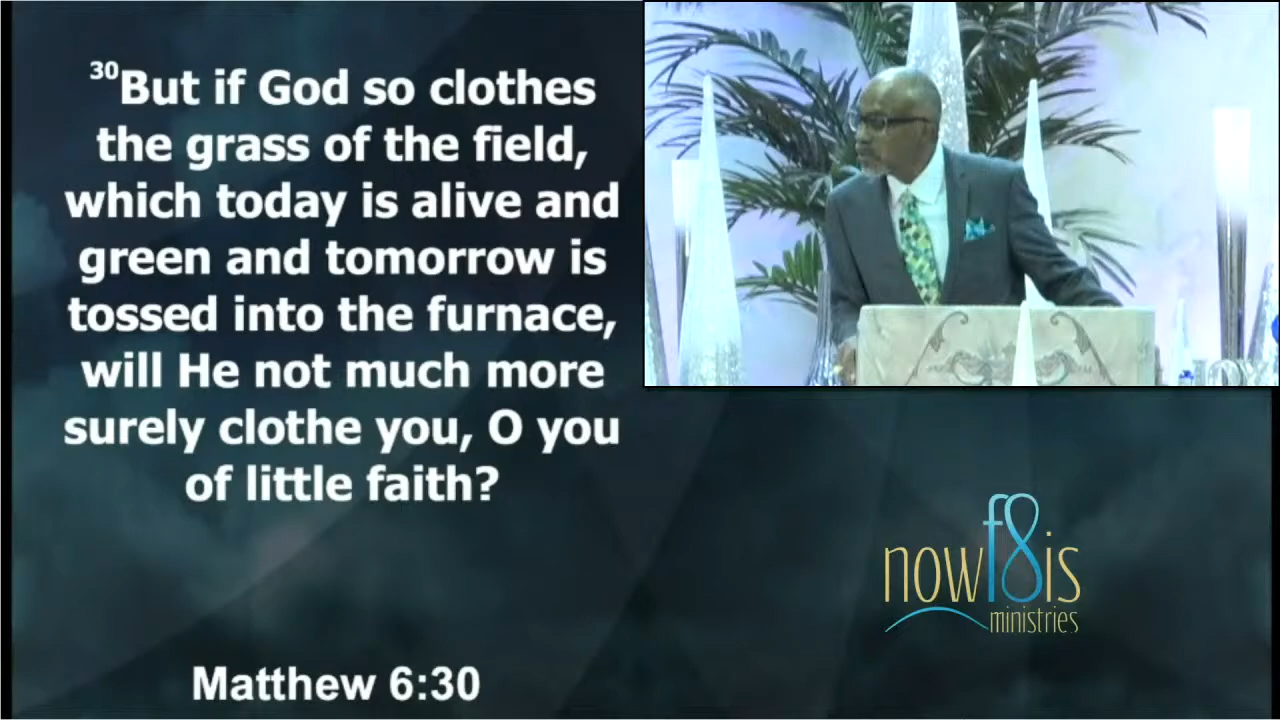 30But if God so clothes
the grass of the field,
which today is alive and
green and tomorrow is
tossed into the furnace,
will He not much more
surely clothe you, O you
of little faith?
Matthew 6:30
nowf8is
ministries